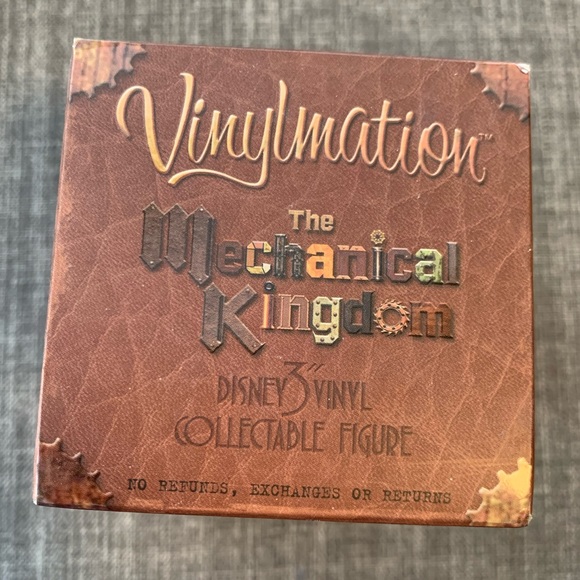 Vinylmation™
The
Mechanical
Kingdom
DISNEY 3" VINYL
COLLECTABLE FIGURE
NO REFUNDS, EXCHANGES OR RETURNS